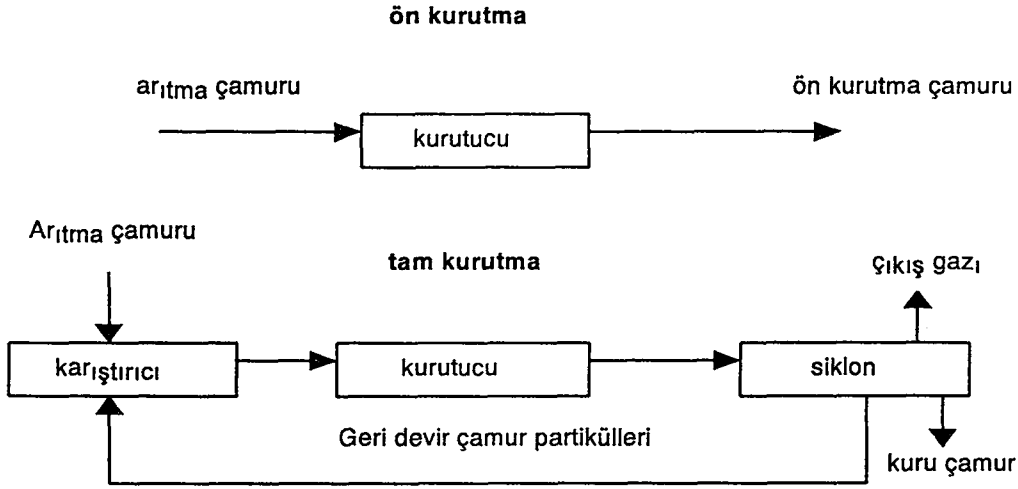 ön kurutma
arıtma çamuru
ön kurutma çamuru
kurutucu
Arıtma çamuru
tam kurutma
çıkış gazı
karıştırıcı
kurutucu
siklon
Geri devir çamur partikülleri
kuru çamur